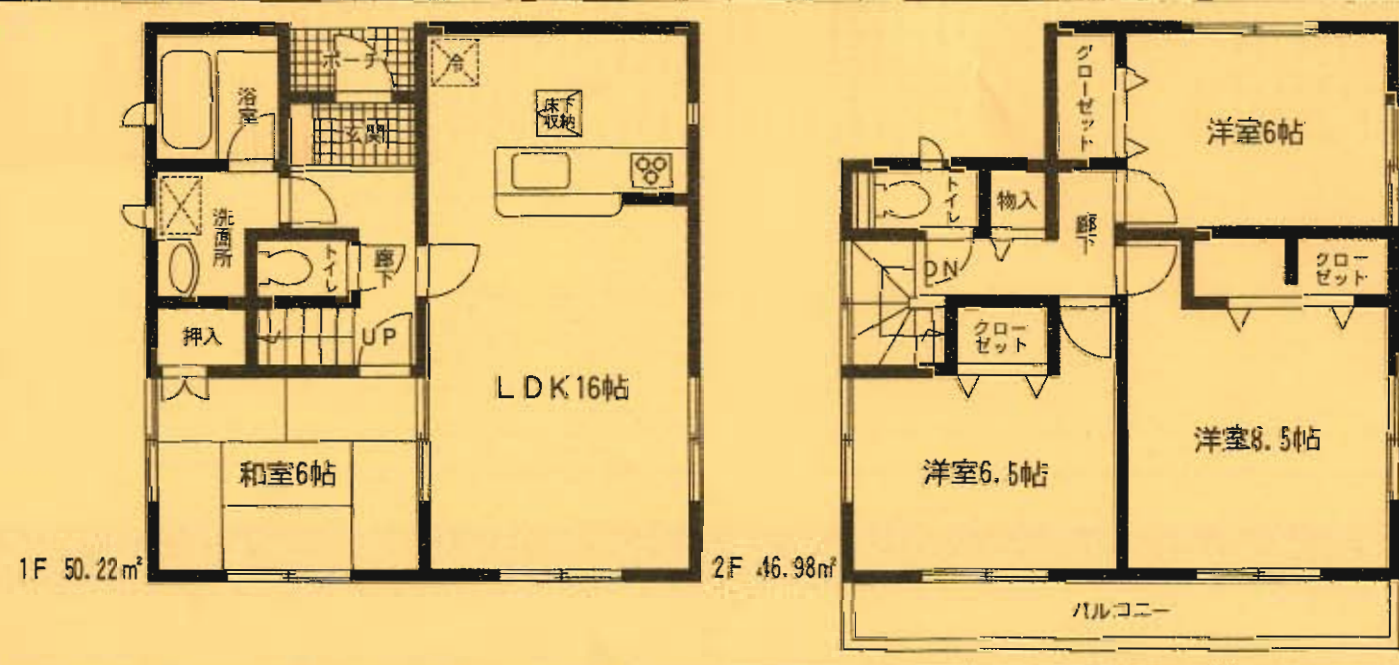 ポーチ
冷
浴室
玄関
床下
収納
洗面所
トイレ
廊下
押入
UP
LDK16帖
和室6帖
1F 50.22㎡
クローゼット
洋室6帖
トイレ
物入
廊下
DN
クロー
ゼット
クロー
ゼット
洋室8.5帖
洋室6.5帖
2F 46.98㎡
バルコニー